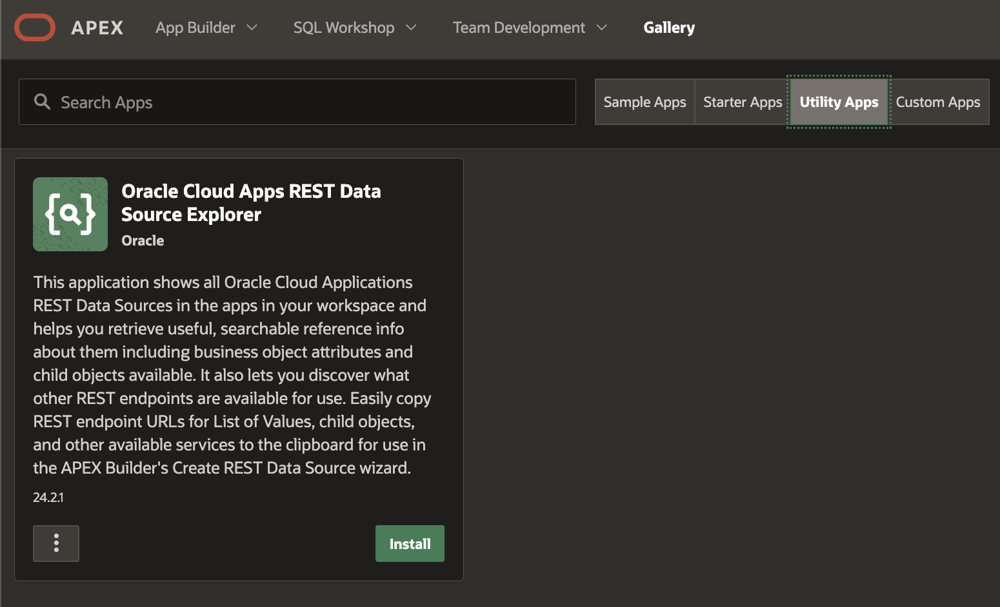 APEX App Builder SQL Workshop Team Development Gallery
Search Apps
Sample Apps Starter Apps Utility Apps Custom Apps
Oracle Cloud Apps REST Data
Source Explorer
Oracle
This application shows all Oracle Cloud Applications
REST Data Sources in the apps in your workspace and
helps you retrieve useful, searchable reference info
about them including business object attributes and
child objects available. It also lets you discover what
other REST endpoints are available for use. Easily copy
REST endpoint URLs for List of Values, child objects,
and other available services to the clipboard for use in
the APEX Builder's Create REST Data Source wizard.
24.2.1
Install